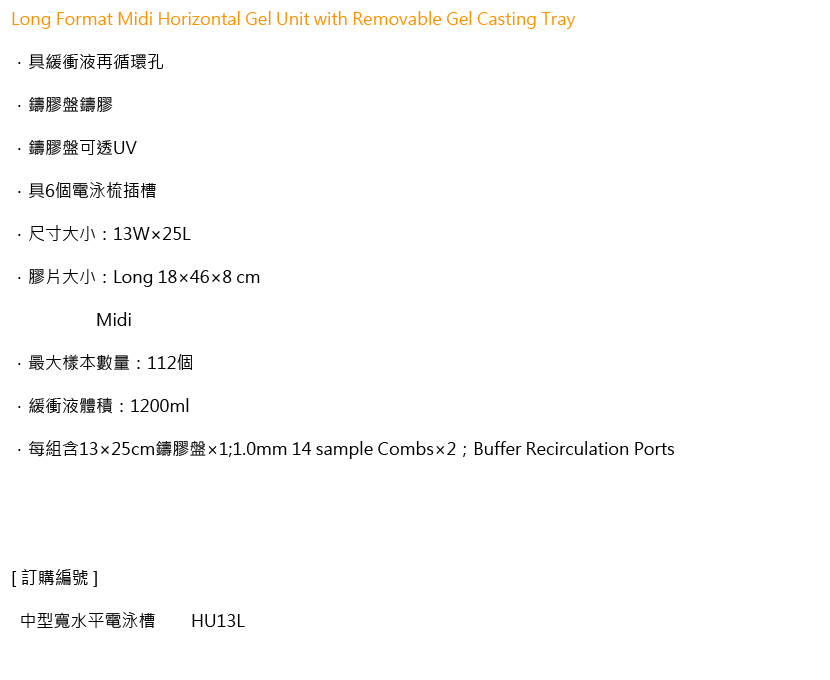 Long Format Midi Horizontal Gel Unit with Removable Gel Casting Tray
．具緩衝液再循環孔
．鑄膠盤鑄膠
．鑄膠盤可透UV
．具6個電泳梳插槽
．尺寸大小：13W×25L
．膠片大小：Long 18×46×8 cm
Midi
．最大樣本數量：112個
．緩衝液體積：1200ml
．每組含13×25cm鑄膠盤×1;1.0mm 14 sample Combs×2；Buffer Recirculation Ports
[ 訂購編號 ]
中型寬水平電泳槽 HU13L